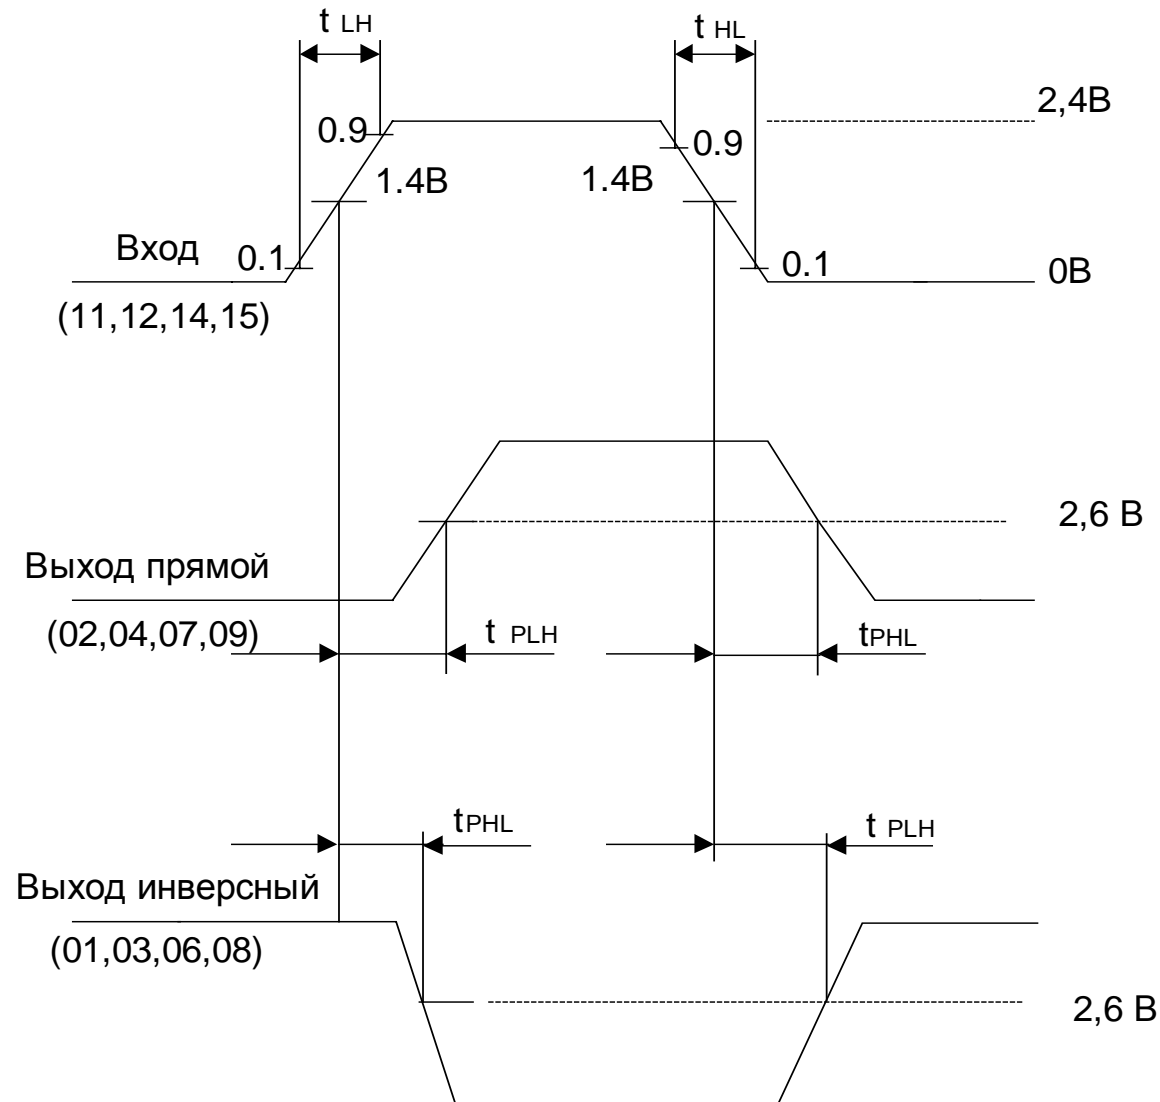 t LH
t HL
2,4В
0.9
0.9
1.4В
1.4В
Вход
0.1
0.1
0В
(11,12,14,15)
2,6 В
Выход прямой
(02,04,07,09)
t PLH
tPHL
tPHL
t PLH
Выход инверсный
(01,03,06,08)
2,6 В